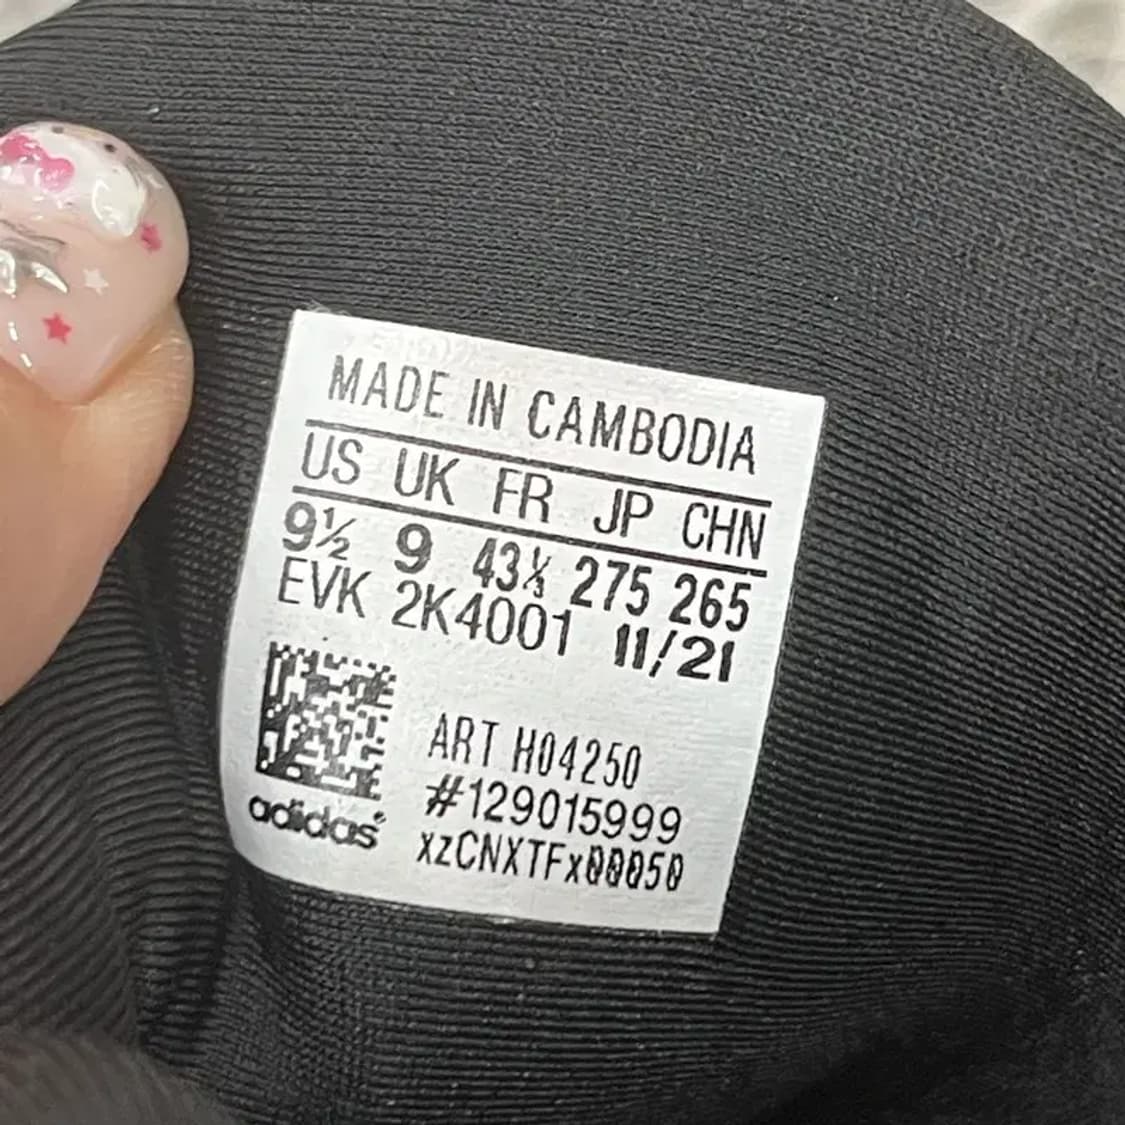 MADE IN CAMBODIA
US UK FR JP CHN
9½ 9 43⅓ 275 265
EVK 2K4001 11/21
ART H04250
#129015999
xzCNXTFx00050
adidas